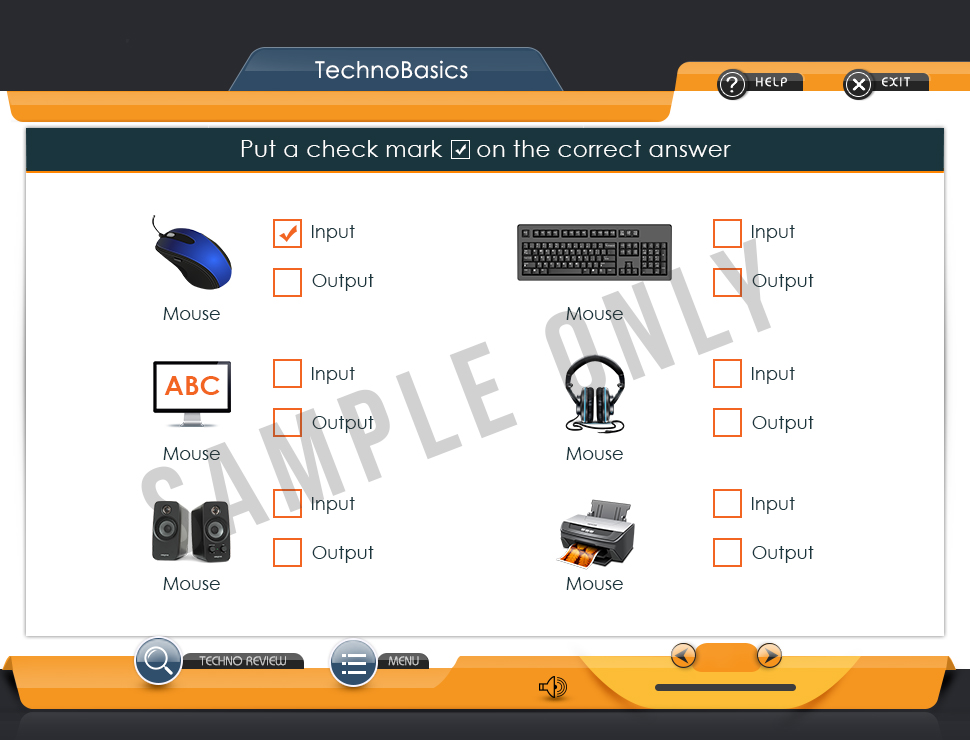 TechnoBasics
HELP
EXIT
Put a check mark on the correct answer
Input
Output
Mouse
Input
Output
Mouse
ABC
Input
Output
Mouse
Input
Output
Mouse
Input
Output
Mouse
Input
Output
Mouse
SAMPLE ONLY
TECHNO REVIEW
MENU